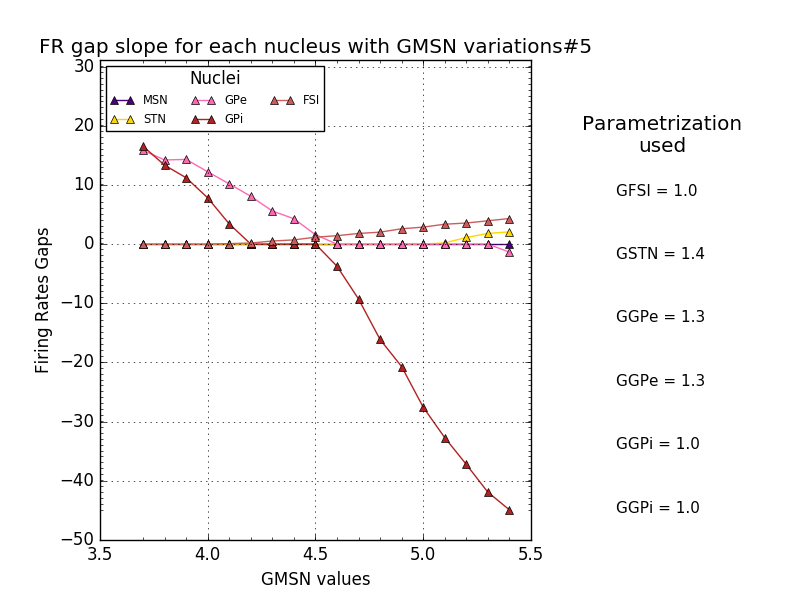 FR gap slope for each nucleus with GMSN variations#5
Nuclei
MSN
STN
GPe
GPi
FSI
Firing Rates Gaps
30
20
10
0
−10
−20
−30
−40
−50
3.5
4.0
4.5
5.0
5.5
GMSN values
Parametrization
used
GFSI = 1.0
GSTN = 1.4
GGPe = 1.3
GGPe = 1.3
GGPi = 1.0
GGPi = 1.0